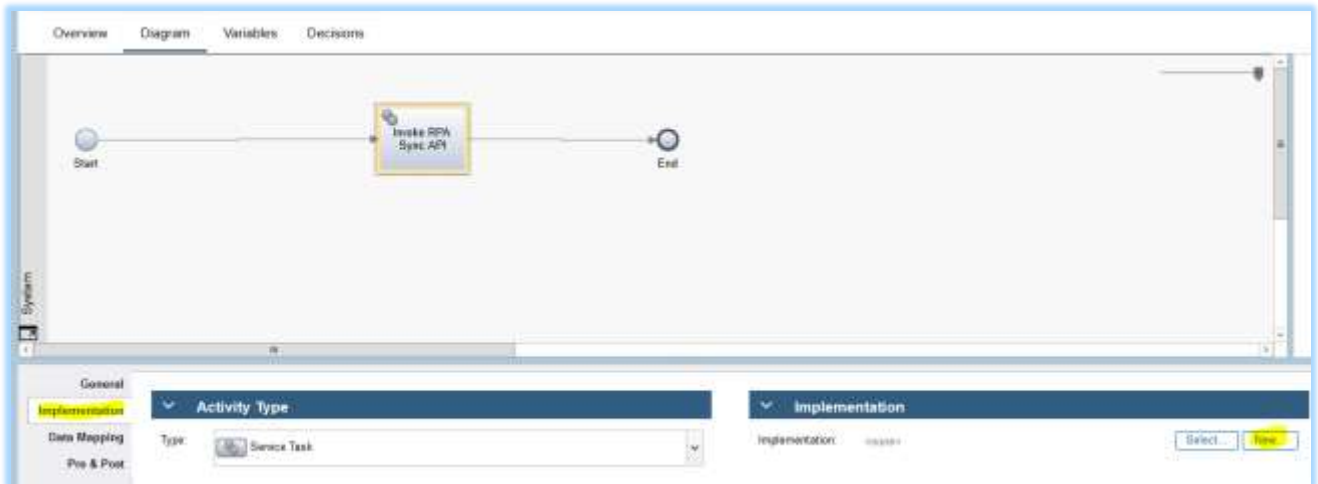 Overview Diagram Variables Decisions
Invoke RPA
Sync API
Start
End
System
General
Implementation
Data Mapping
Pre & Post
Activity Type
Type: Service Task
Implementation
Implementation: Select... New...